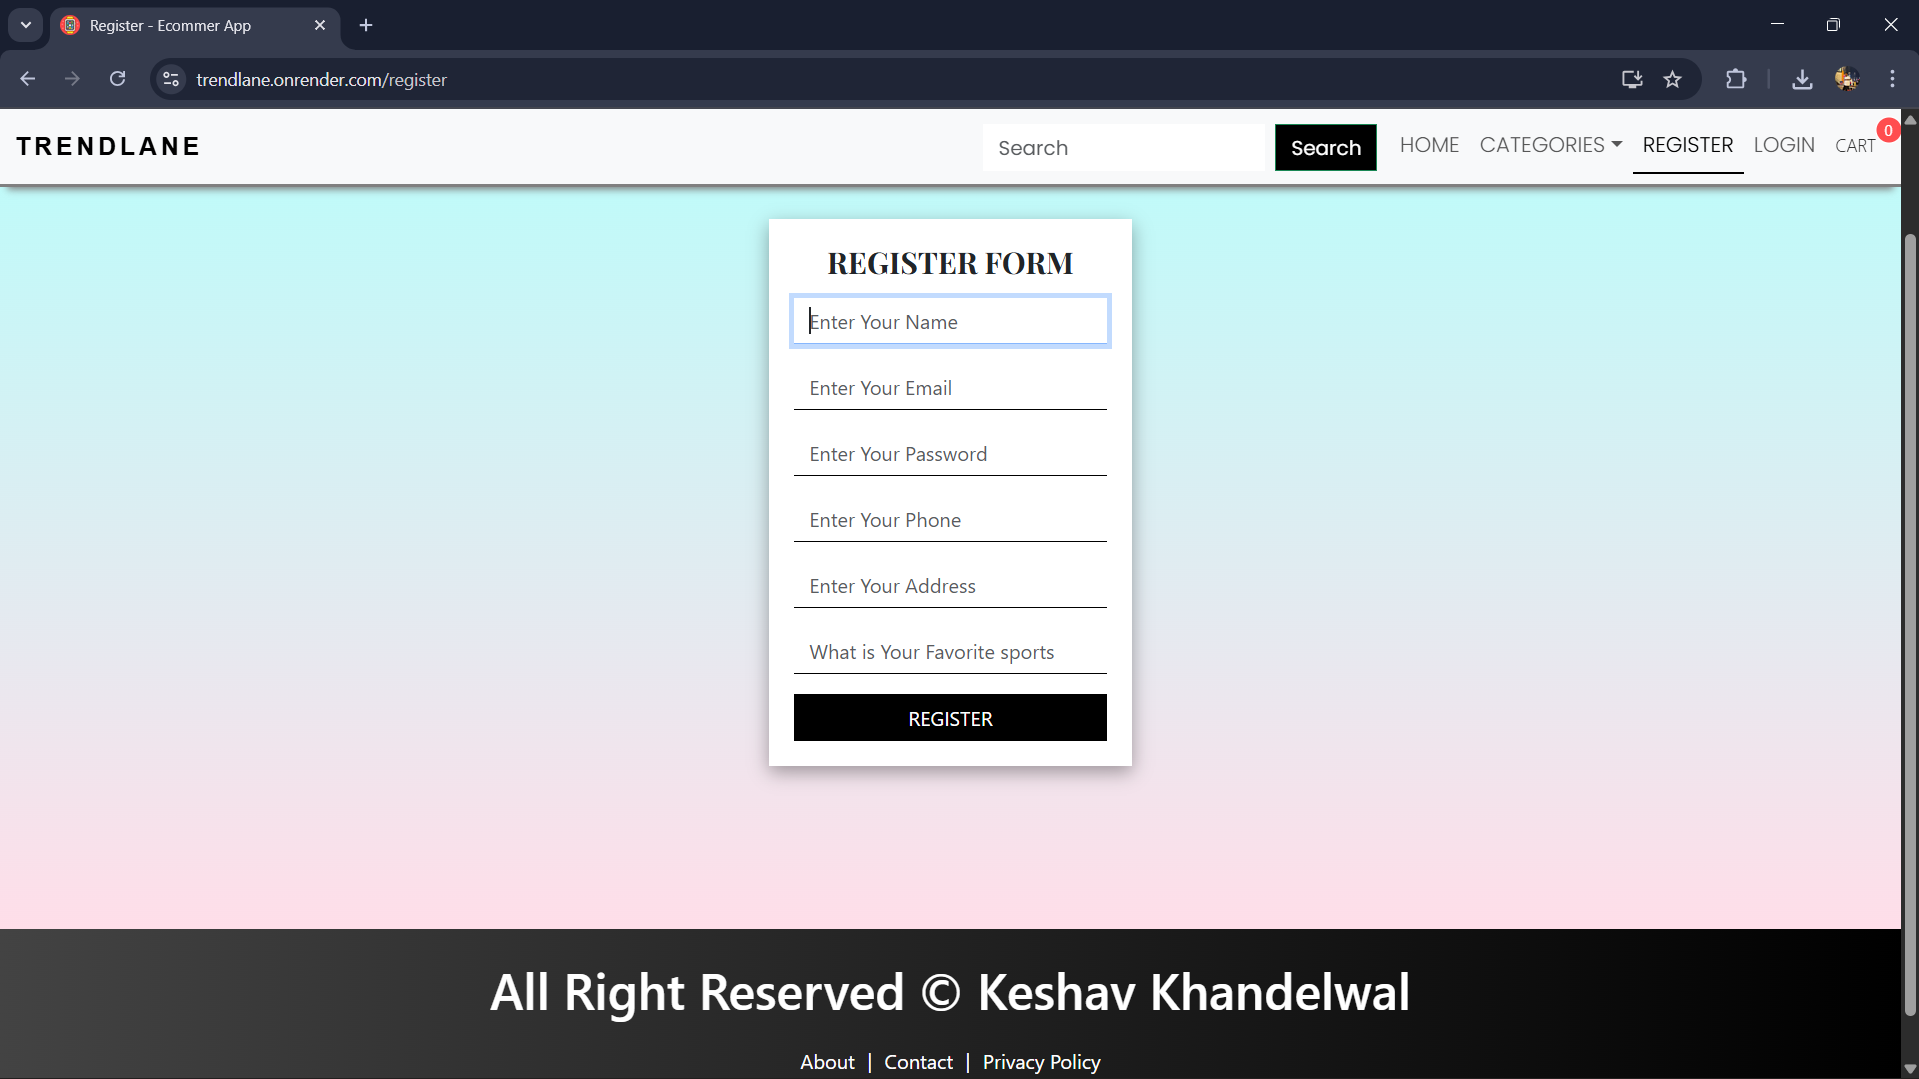 Register - Ecommer App
trendlane.onrender.com/register
TRENDLANE
Search
Search
HOME
CATEGORIES
REGISTER
LOGIN
CART
0
REGISTER FORM
Enter Your Name
Enter Your Email
Enter Your Password
Enter Your Phone
Enter Your Address
What is Your Favorite sports
REGISTER
All Right Reserved © Keshav Khandelwal
About | Contact | Privacy Policy